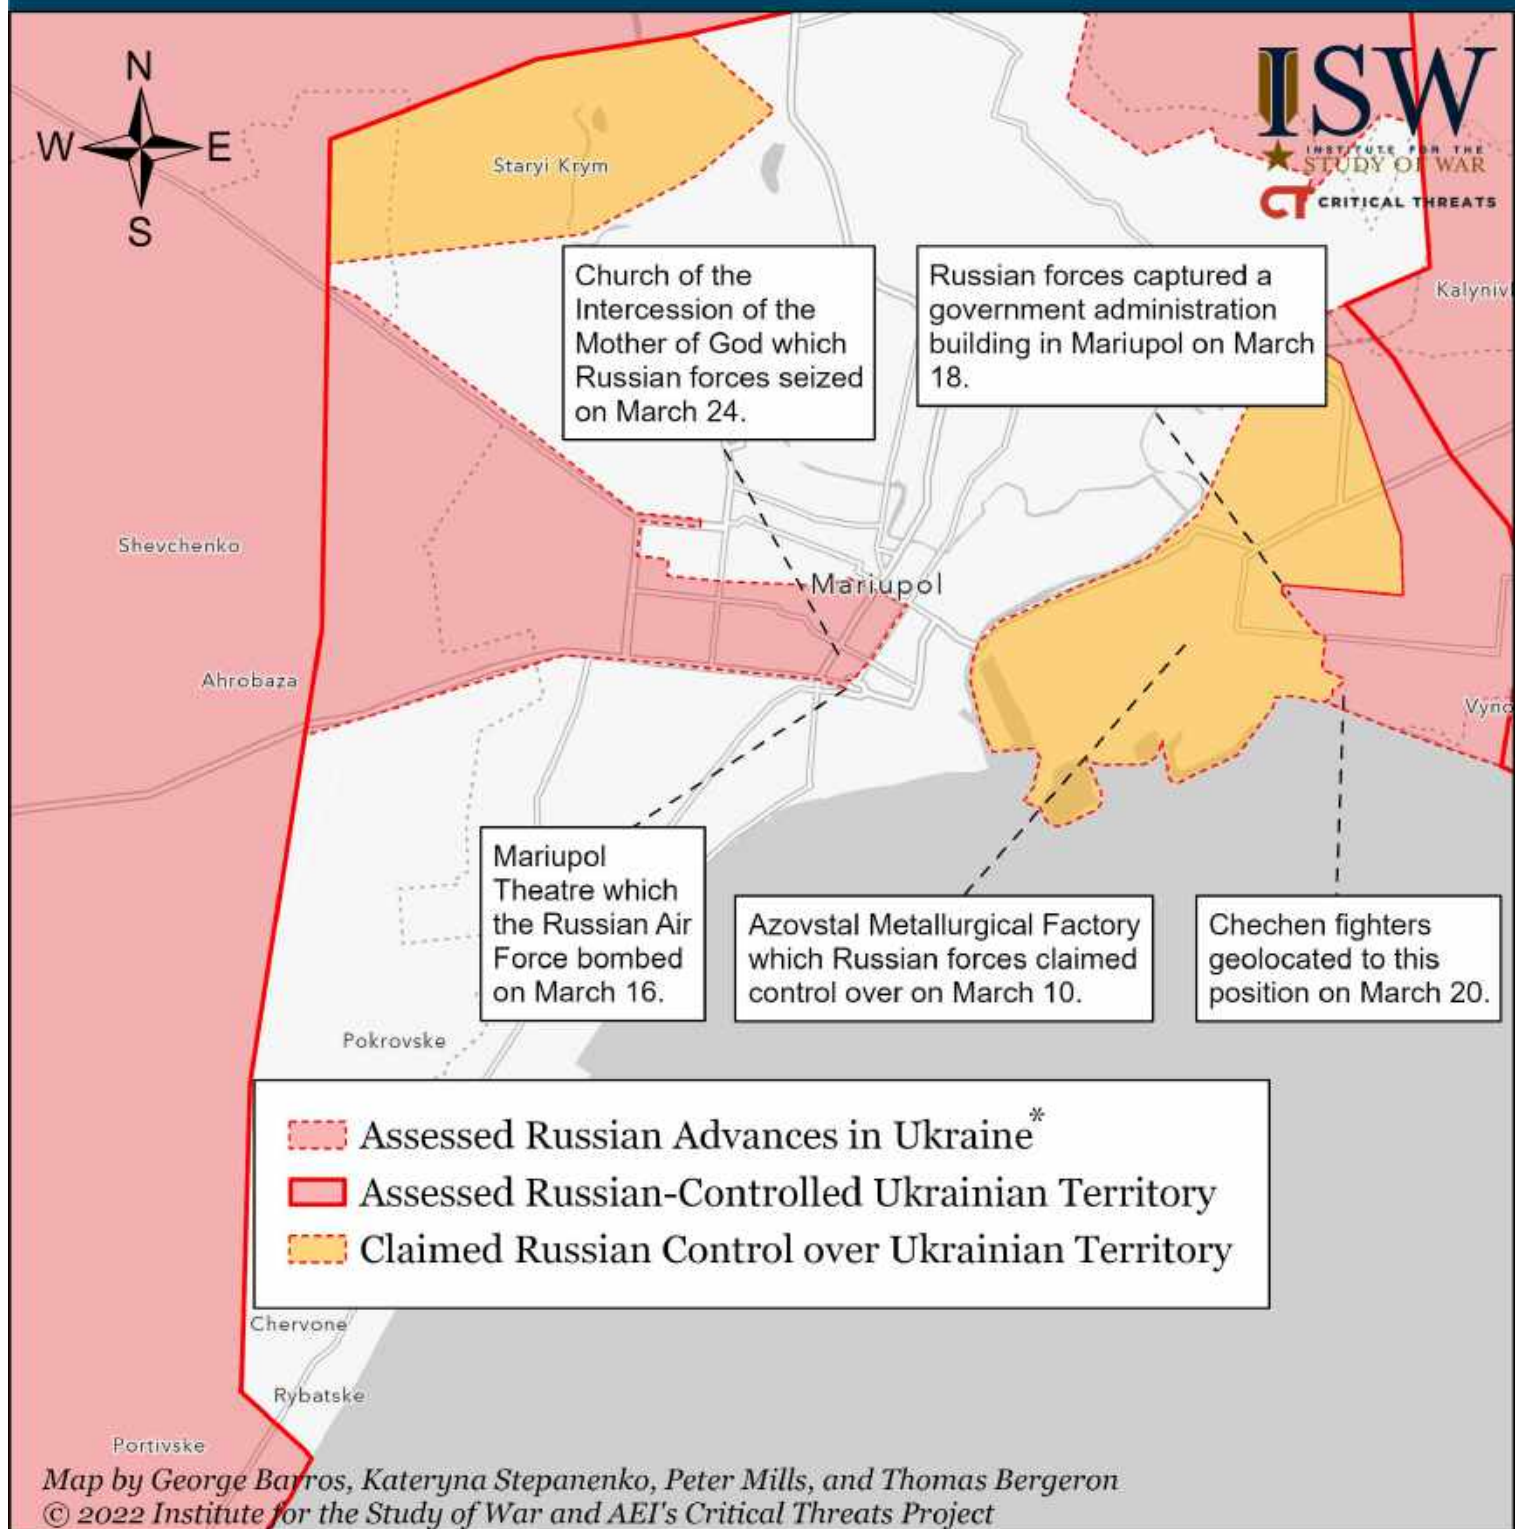 N
W E
S
ISW
INSTITUTE FOR THE
STUDY OF WAR
CT CRITICAL THREATS
Staryi Krym
Church of the
Intercession of the
Mother of God which
Russian forces seized
on March 24.
Russian forces captured a
government administration
building in Mariupol on March
18.
Kalyniv
Shevchenko
Mariupol
Ahrobaza
Vyno
Mariupol
Theatre which
the Russian Air
Force bombed
on March 16.
Azovstal Metallurgical Factory
which Russian forces claimed
control over on March 10.
Chechen fighters
geolocated to this
position on March 20.
Pokrovske
Assessed Russian Advances in Ukraine*
Assessed Russian-Controlled Ukrainian Territory
Claimed Russian Control over Ukrainian Territory
Chervone
Rybatske
Portivske
Map by George Barros, Kateryna Stepanenko, Peter Mills, and Thomas Bergeron
© 2022 Institute for the Study of War and AEI's Critical Threats Project